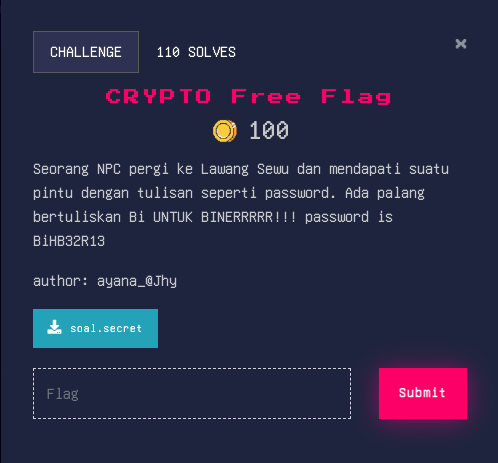 CHALLENGE 110 SOLVES ×
CRYPTO Free Flag
100
Seorang NPC pergi ke Lawang Sewu dan mendapati suatu
pintu dengan tulisan seperti password. Ada palang
bertuliskan Bi UNTUK BINERRRRR!!! password is
BiHB32R13
author: ayana_@Jhy
soal.secret
Flag
Submit